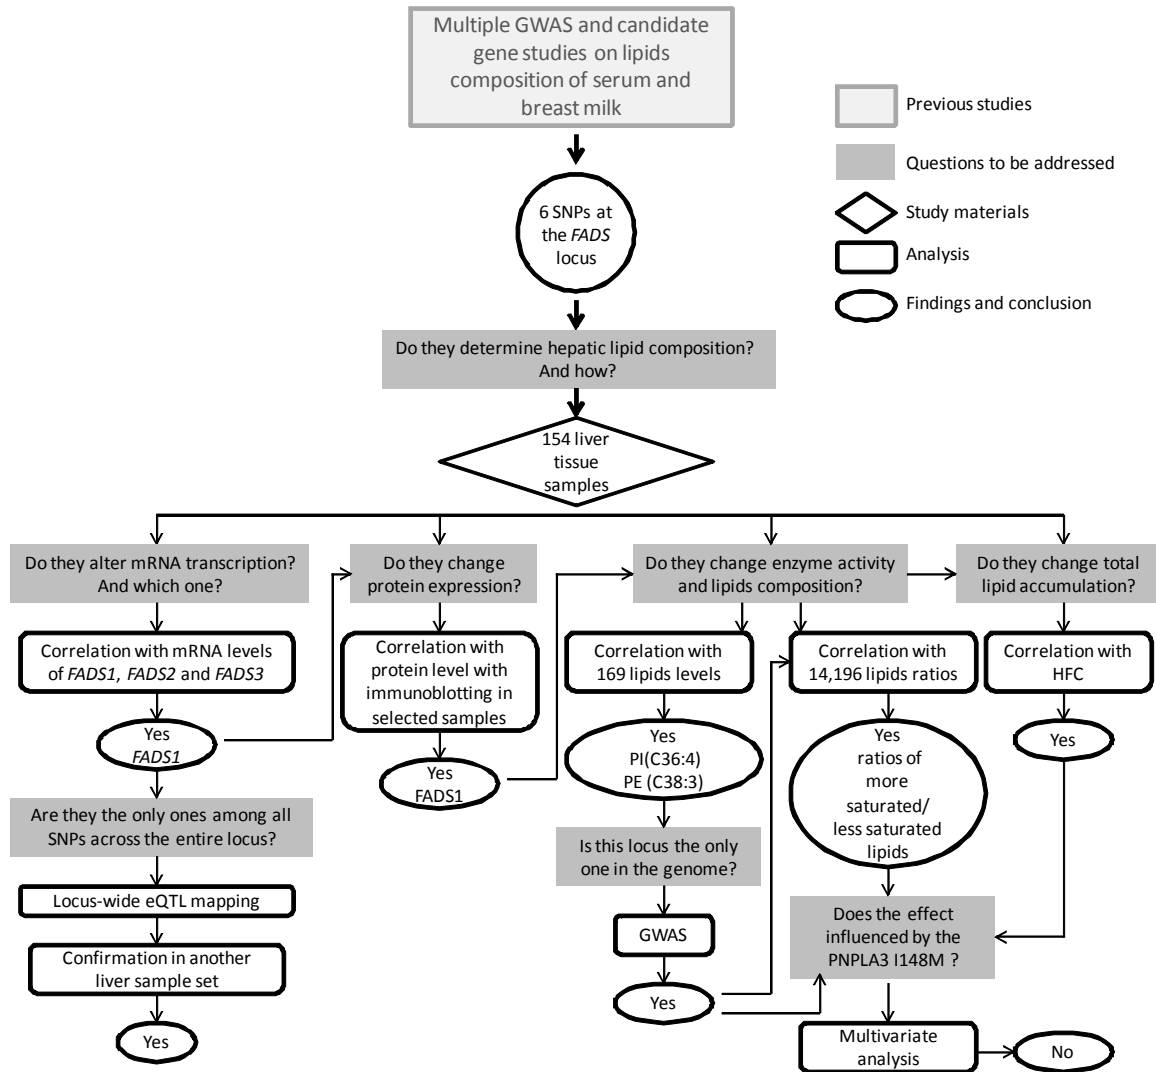 Multiple GWAS and candidate
gene studies on lipids
composition of serum and
breast milk
Previous studies
Questions to be addressed
Study materials
Analysis
Findings and conclusion
6 SNPs at
the FADS
locus
Do they determine hepatic lipid composition?
And how?
154 liver
tissue
samples
Do they alter mRNA transcription?
And which one?
Do they change
protein expression?
Do they change enzyme activity
and lipids composition?
Do they change total
lipid accumulation?
Correlation with mRNA levels
of FADS1, FADS2 and FADS3
Correlation with
protein level with
immunoblotting in
selected samples
Correlation with
169 lipids levels
Correlation with
14,196 lipids ratios
Correlation with
HFC
Yes
FADS1
Yes
FADS1
Yes
PI(C36:4)
PE (C38:3)
Yes
ratios of
more
saturated/
less saturated
lipids
Yes
Are they the only ones among all
SNPs across the entire locus?
Is this locus the only
one in the genome?
Locus-wide eQTL mapping
GWAS
Does the effect
influenced by the
PNPLA3 I148M ?
Confirmation in another
liver sample set
Yes
Yes
Multivariate
analysis
No